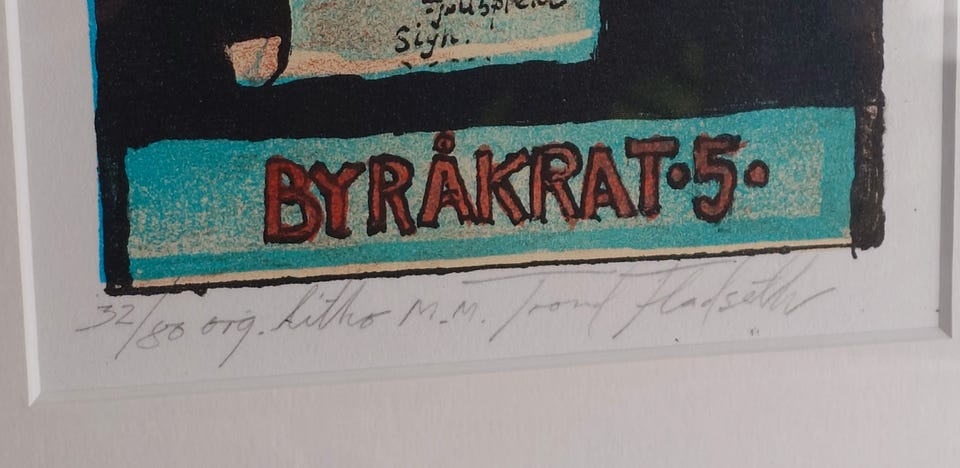 Sign.
BYRÅKRAT·5·
32/80 org. litho M.M. Trond Fladseth